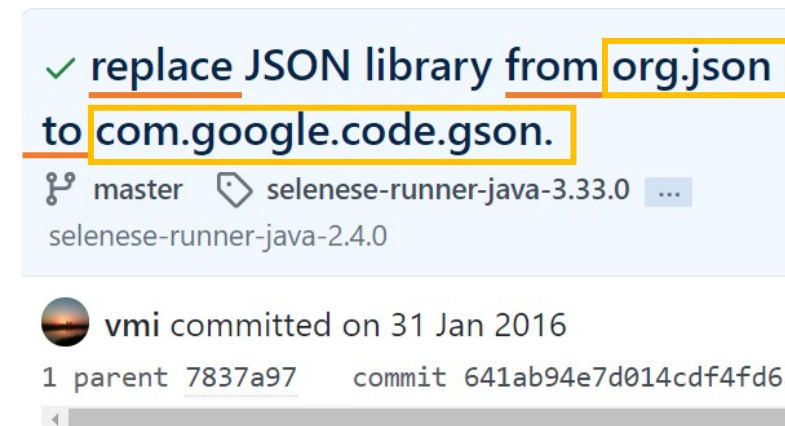 replace JSON library from org.json
to com.google.code.gson.
master selenese-runner-java-3.33.0 ...
selenese-runner-java-2.4.0
vmi committed on 31 Jan 2016
1 parent 7837a97 commit 641ab94e7d014cdf4fd6